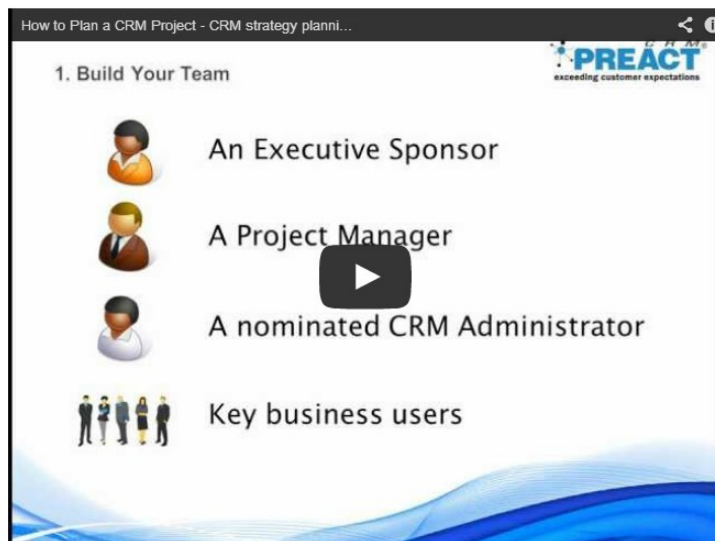 How to Plan a CRM Project - CRM strategy planni...
CRM®
PREACT
exceeding customer expectations
1. Build Your Team
An Executive Sponsor
A Project Manager
A nominated CRM Administrator
Key business users